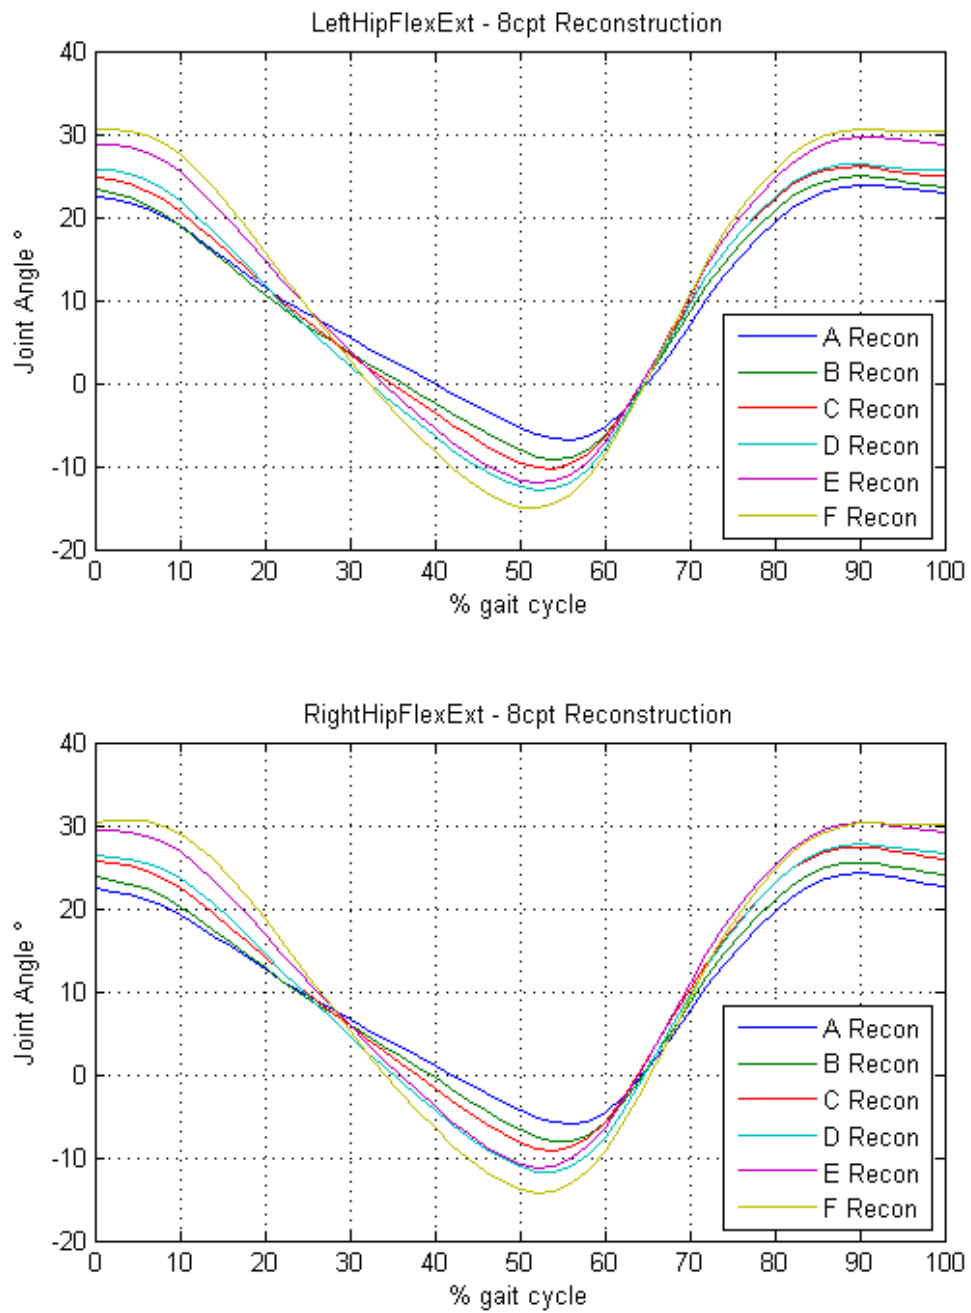 LeftHipFlexExt - 8cpt Reconstruction
40
30
20
10
0
-10
-20
Joint Angle °
A Recon
B Recon
C Recon
D Recon
E Recon
F Recon
0 10 20 30 40 50 60 70 80 90 100
% gait cycle
RightHipFlexExt - 8cpt Reconstruction
40
30
20
10
0
-10
-20
Joint Angle °
A Recon
B Recon
C Recon
D Recon
E Recon
F Recon
0 10 20 30 40 50 60 70 80 90 100
% gait cycle